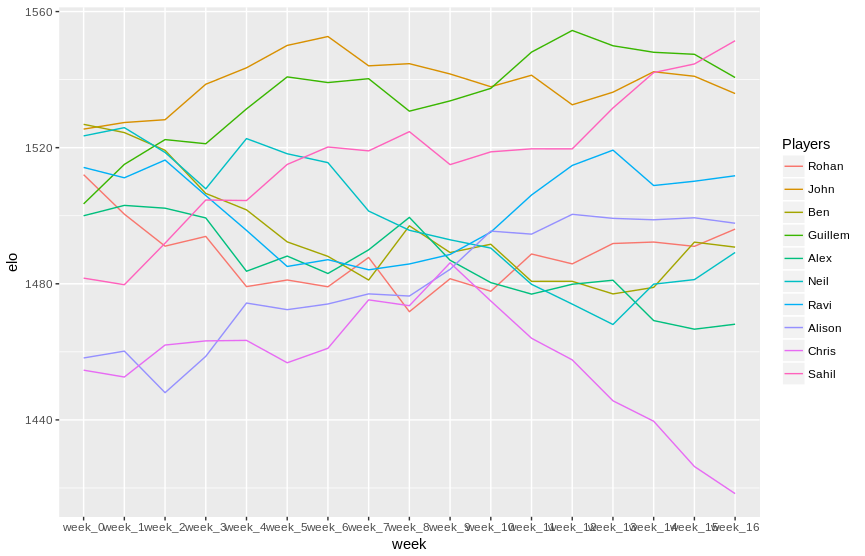 1560
1520
1480
1440
elo
week_0 week_1 week_2 week_3 week_4 week_5 week_6 week_7 week_8 week_9 week_10 week_11 week_12 week_13 week_14 week_15 week_16
week
Players
Rohan
John
Ben
Guillem
Alex
Neil
Ravi
Alison
Chris
Sahil